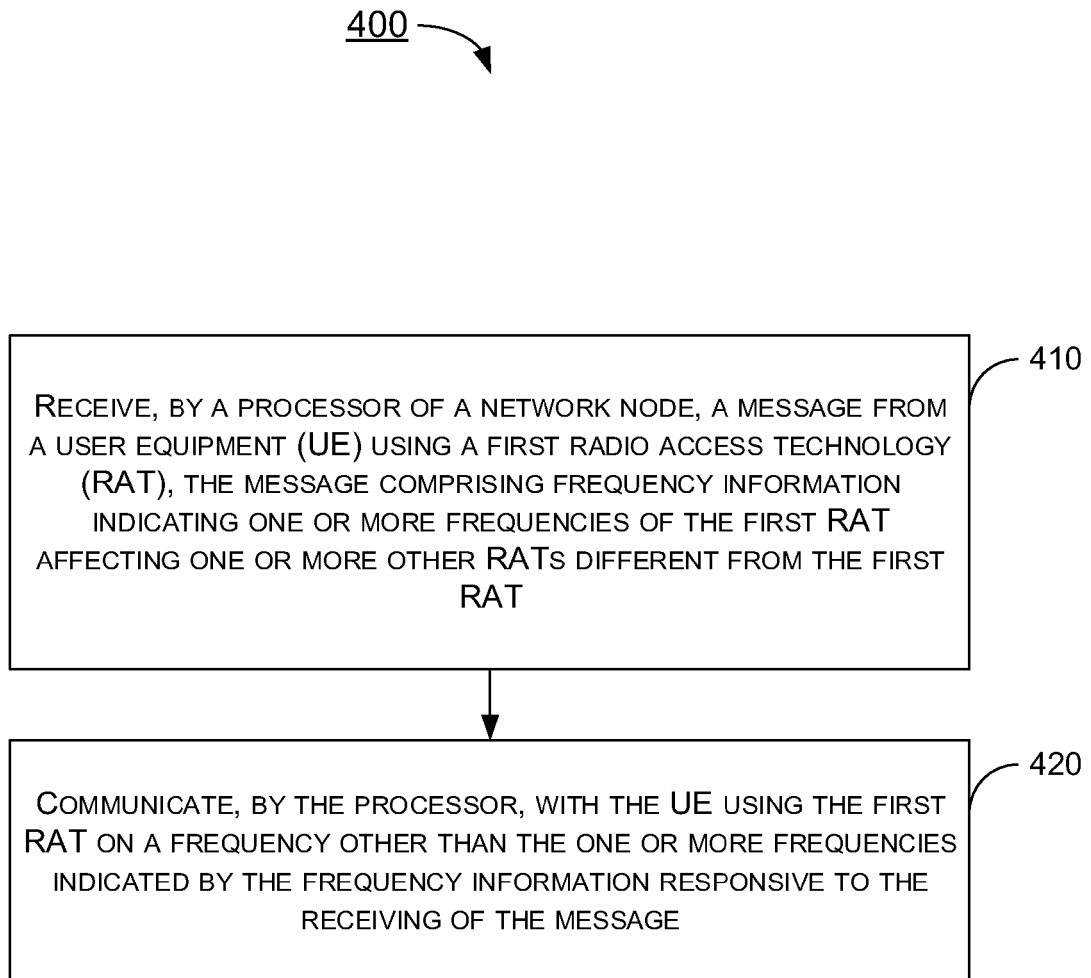 400
410
RECEIVE, BY A PROCESSOR OF A NETWORK NODE, A MESSAGE FROM
A USER EQUIPMENT (UE) USING A FIRST RADIO ACCESS TECHNOLOGY
(RAT), THE MESSAGE COMPRISING FREQUENCY INFORMATION
INDICATING ONE OR MORE FREQUENCIES OF THE FIRST RAT
AFFECTING ONE OR MORE OTHER RATS DIFFERENT FROM THE FIRST
RAT
420
COMMUNICATE, BY THE PROCESSOR, WITH THE UE USING THE FIRST
RAT ON A FREQUENCY OTHER THAN THE ONE OR MORE FREQUENCIES
INDICATED BY THE FREQUENCY INFORMATION RESPONSIVE TO THE
RECEIVING OF THE MESSAGE